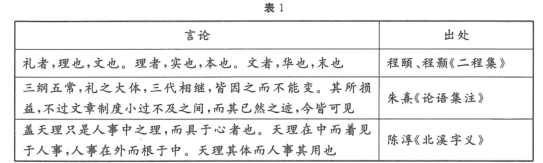 表1
言论 出处
礼者，理也，文也。理者，实也，本也。文者，华也，末也 程颐、程颢《二程集》
三纲五常，礼之大体，三代相继，皆因之而不能变。其所损
益，不过文章制度小过不及之间，而其已然之迹，今皆可见 朱熹《论语集注》
盖天理只是人事中之理，而具于心者也。天理在中而著见
于人事，人事在外而根于中。天理其体而人事其用也 陈淳《北溪字义》